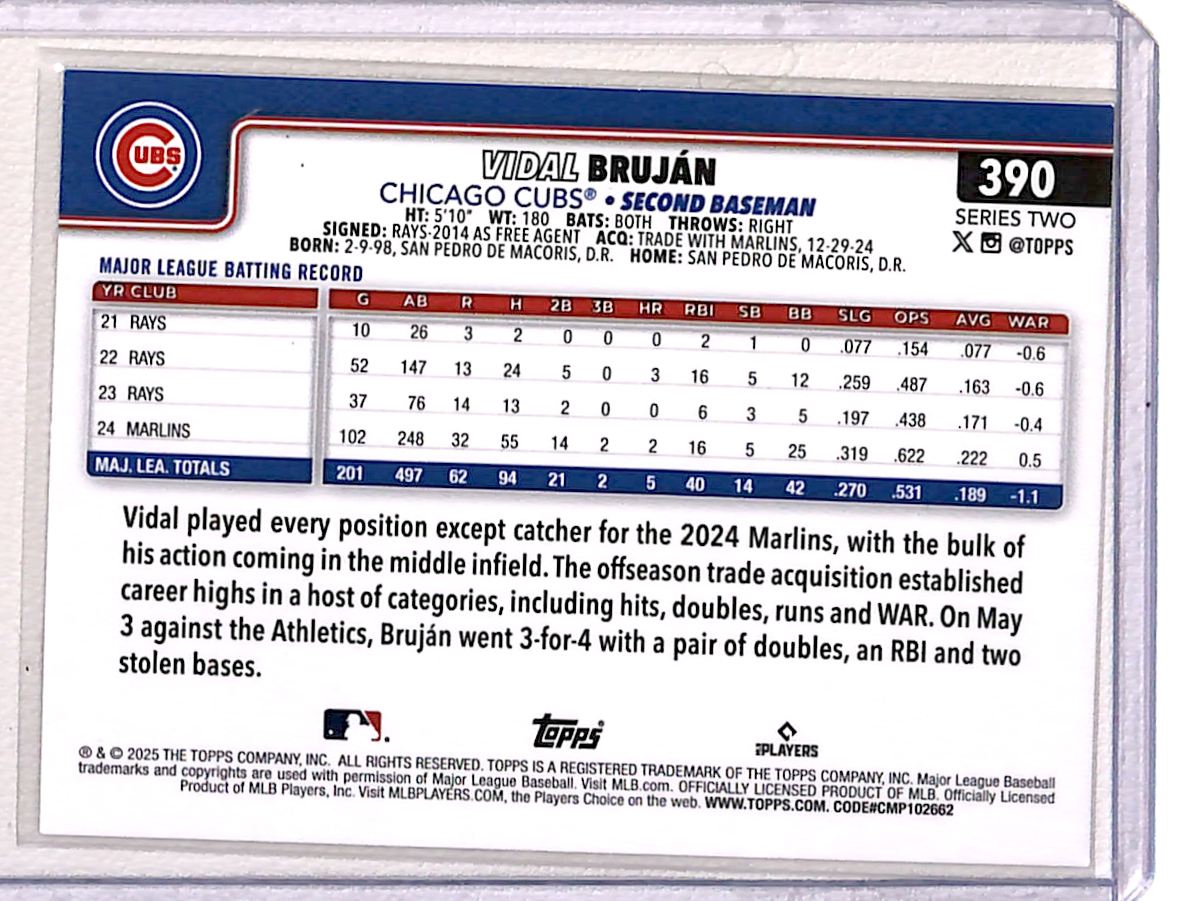 CUBS
VIDAL BRUJÁN
390
CHICAGO CUBS® • SECOND BASEMAN
SERIES TWO
HT: 5'10" WT: 180 BATS: BOTH THROWS: RIGHT
SIGNED: RAYS-2014 AS FREE AGENT ACQ: TRADE WITH MARLINS, 12-29-24
@TOPPS
BORN: 2-9-98, SAN PEDRO DE MACORIS, D.R. HOME: SAN PEDRO DE MACORIS, D.R.
MAJOR LEAGUE BATTING RECORD
YR CLUB G AB R H 2B 3B HR RBI SB BB SLG OPS AVG WAR
21 RAYS 10 26 3 2 0 0 0 2 1 0 .077 .154 .077 -0.6
22 RAYS 52 147 13 24 5 0 3 16 5 12 .259 .487 .163 -0.6
23 RAYS 37 76 14 13 2 0 0 6 3 5 .197 .438 .171 -0.4
24 MARLINS 102 248 32 55 14 2 2 16 5 25 .319 .622 .222 0.5
MAJ. LEA. TOTALS 201 497 62 94 21 2 5 40 14 42 .270 .531 .189 -1.1
Vidal played every position except catcher for the 2024 Marlins, with the bulk of
his action coming in the middle infield. The offseason trade acquisition established
career highs in a host of categories, including hits, doubles, runs and WAR. On May
3 against the Athletics, Bruján went 3-for-4 with a pair of doubles, an RBI and two
stolen bases.
topps
PLAYERS
® & © 2025 THE TOPPS COMPANY, INC. ALL RIGHTS RESERVED. TOPPS IS A REGISTERED TRADEMARK OF THE TOPPS COMPANY, INC. Major League Baseball
trademarks and copyrights are used with permission of Major League Baseball. Visit MLB.com. OFFICIALLY LICENSED PRODUCT OF MLB. Officially Licensed
Product of MLB Players, Inc. Visit MLBPLAYERS.COM, the Players Choice on the web. WWW.TOPPS.COM. CODE#CMP102662